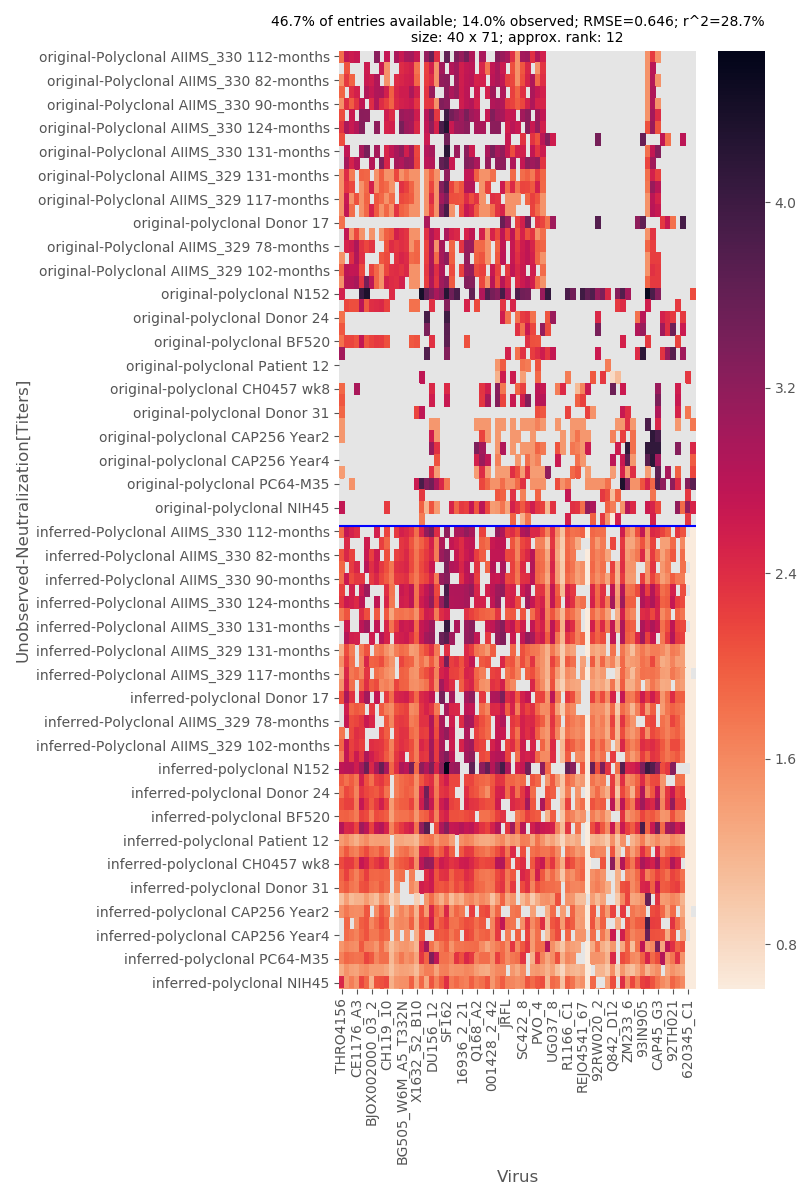 46.7% of entries available; 14.0% observed; RMSE=0.646; r^2=28.7%
size: 40 x 71; approx. rank: 12
original-Polyclonal AIIMS_330 112-months
original-Polyclonal AIIMS_330 82-months
original-Polyclonal AIIMS_330 90-months
original-Polyclonal AIIMS_330 124-months
original-Polyclonal AIIMS_330 131-months
original-Polyclonal AIIMS_329 131-months
original-Polyclonal AIIMS_329 117-months
original-polyclonal Donor 17
original-Polyclonal AIIMS_329 78-months
original-Polyclonal AIIMS_329 102-months
original-polyclonal N152
original-polyclonal Donor 24
original-polyclonal BF520
original-polyclonal Patient 12
original-polyclonal CH0457 wk8
original-polyclonal Donor 31
original-polyclonal CAP256 Year2
original-polyclonal CAP256 Year4
original-polyclonal PC64-M35
original-polyclonal NIH45
inferred-Polyclonal AIIMS_330 112-months
inferred-Polyclonal AIIMS_330 82-months
inferred-Polyclonal AIIMS_330 90-months
inferred-Polyclonal AIIMS_330 124-months
inferred-Polyclonal AIIMS_330 131-months
inferred-Polyclonal AIIMS_329 131-months
inferred-Polyclonal AIIMS_329 117-months
inferred-polyclonal Donor 17
inferred-Polyclonal AIIMS_329 78-months
inferred-Polyclonal AIIMS_329 102-months
inferred-polyclonal N152
inferred-polyclonal Donor 24
inferred-polyclonal BF520
inferred-polyclonal Patient 12
inferred-polyclonal CH0457 wk8
inferred-polyclonal Donor 31
inferred-polyclonal CAP256 Year2
inferred-polyclonal CAP256 Year4
inferred-polyclonal PC64-M35
inferred-polyclonal NIH45
Unobserved-Neutralization[Titers]
THRO4156
CE1176_A3
BJOX002000_03_2
CH119_10
BG505_W6M_A5_T332N
X1632_S2_B10
DU156_12
SF162
16936_2_21
Q168_A2
001428_2_42
JRFL
SC422_8
PVO_4
UG037_8
R1166_C1
REJO4541_67
92RW020_2
Q842_D12
ZM233_6
93IN905
CAP45_G3
92TH021
620345_C1
Virus
4.0
3.2
2.4
1.6
0.8